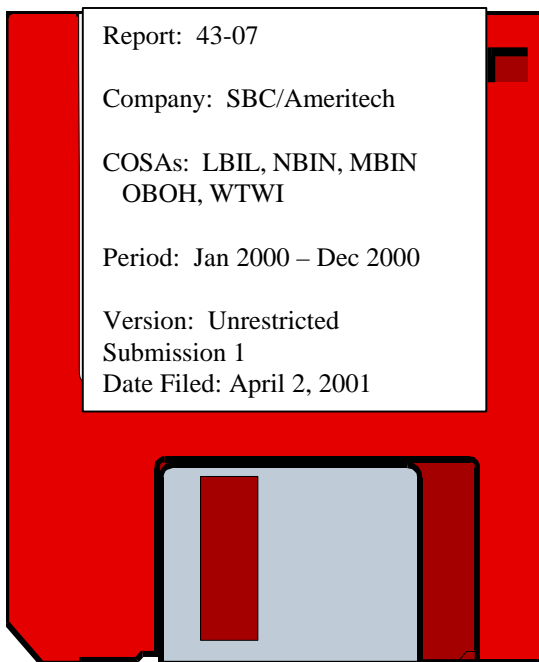 Report: 43-07
Company: SBC/Ameritech
COSAs: LBIL, NBIN, MBIN
OBOH, WTWI
Period: Jan 2000 – Dec 2000
Version: Unrestricted
Submission 1
Date Filed: April 2, 2001